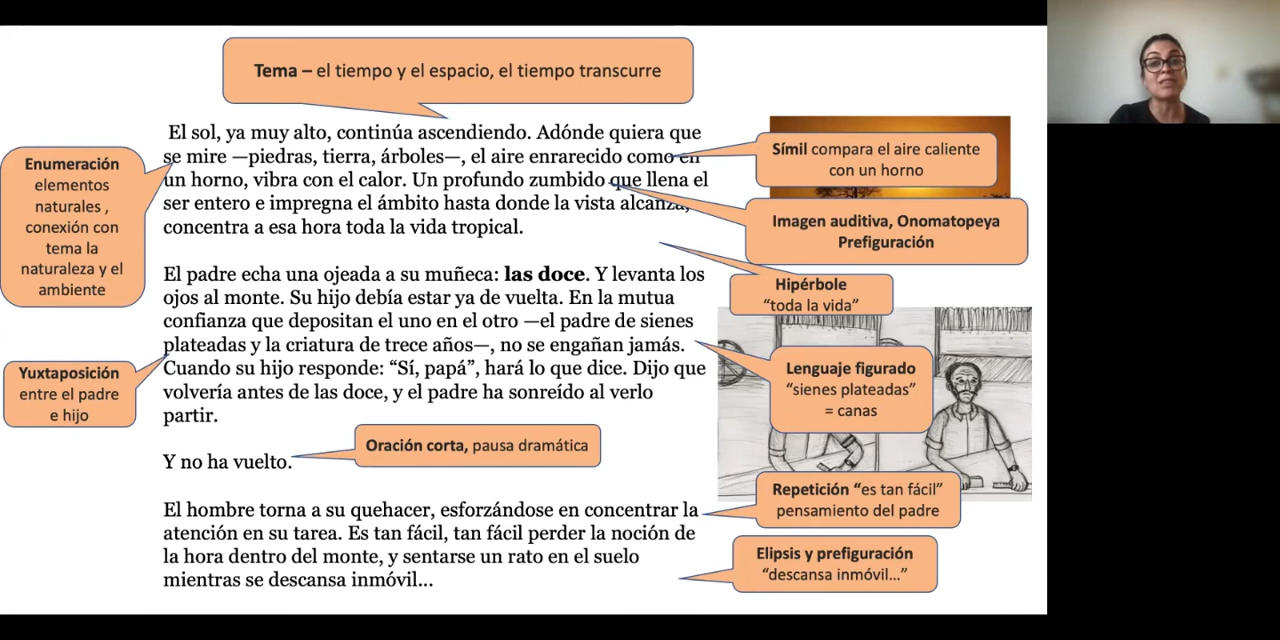 Tema – el tiempo y el espacio, el tiempo transcurre
El sol, ya muy alto, continúa ascendiendo. Adónde quiera que
se mire —piedras, tierra, árboles—, el aire enrarecido como en
un horno, vibra con el calor. Un profundo zumbido que llena el
ser entero e impregna el ámbito hasta donde la vista alcanza,
concentra a esa hora toda la vida tropical.
Enumeración
elementos
naturales ,
conexión con
tema la
naturaleza y el
ambiente
Símil compara el aire caliente
con un horno
Imagen auditiva, Onomatopeya
Prefiguración
Hipérbole
“toda la vida”
El padre echa una ojeada a su muñeca: las doce. Y levanta los
ojos al monte. Su hijo debía estar ya de vuelta. En la mutua
confianza que depositan el uno en el otro —el padre de sienes
plateadas y la criatura de trece años—, no se engañan jamás.
Cuando su hijo responde: “Sí, papá”, hará lo que dice. Dijo que
volvería antes de las doce, y el padre ha sonreído al verlo
partir.
Yuxtaposición
entre el padre
e hijo
Lenguaje figurado
“sienes plateadas”
= canas
Y no ha vuelto.
Oración corta, pausa dramática
El hombre torna a su quehacer, esforzándose en concentrar la
atención en su tarea. Es tan fácil, tan fácil perder la noción de
la hora dentro del monte, y sentarse un rato en el suelo
mientras se descansa inmóvil...
Repetición “es tan fácil”
pensamiento del padre
Elipsis y prefiguración
“descansa inmóvil...”